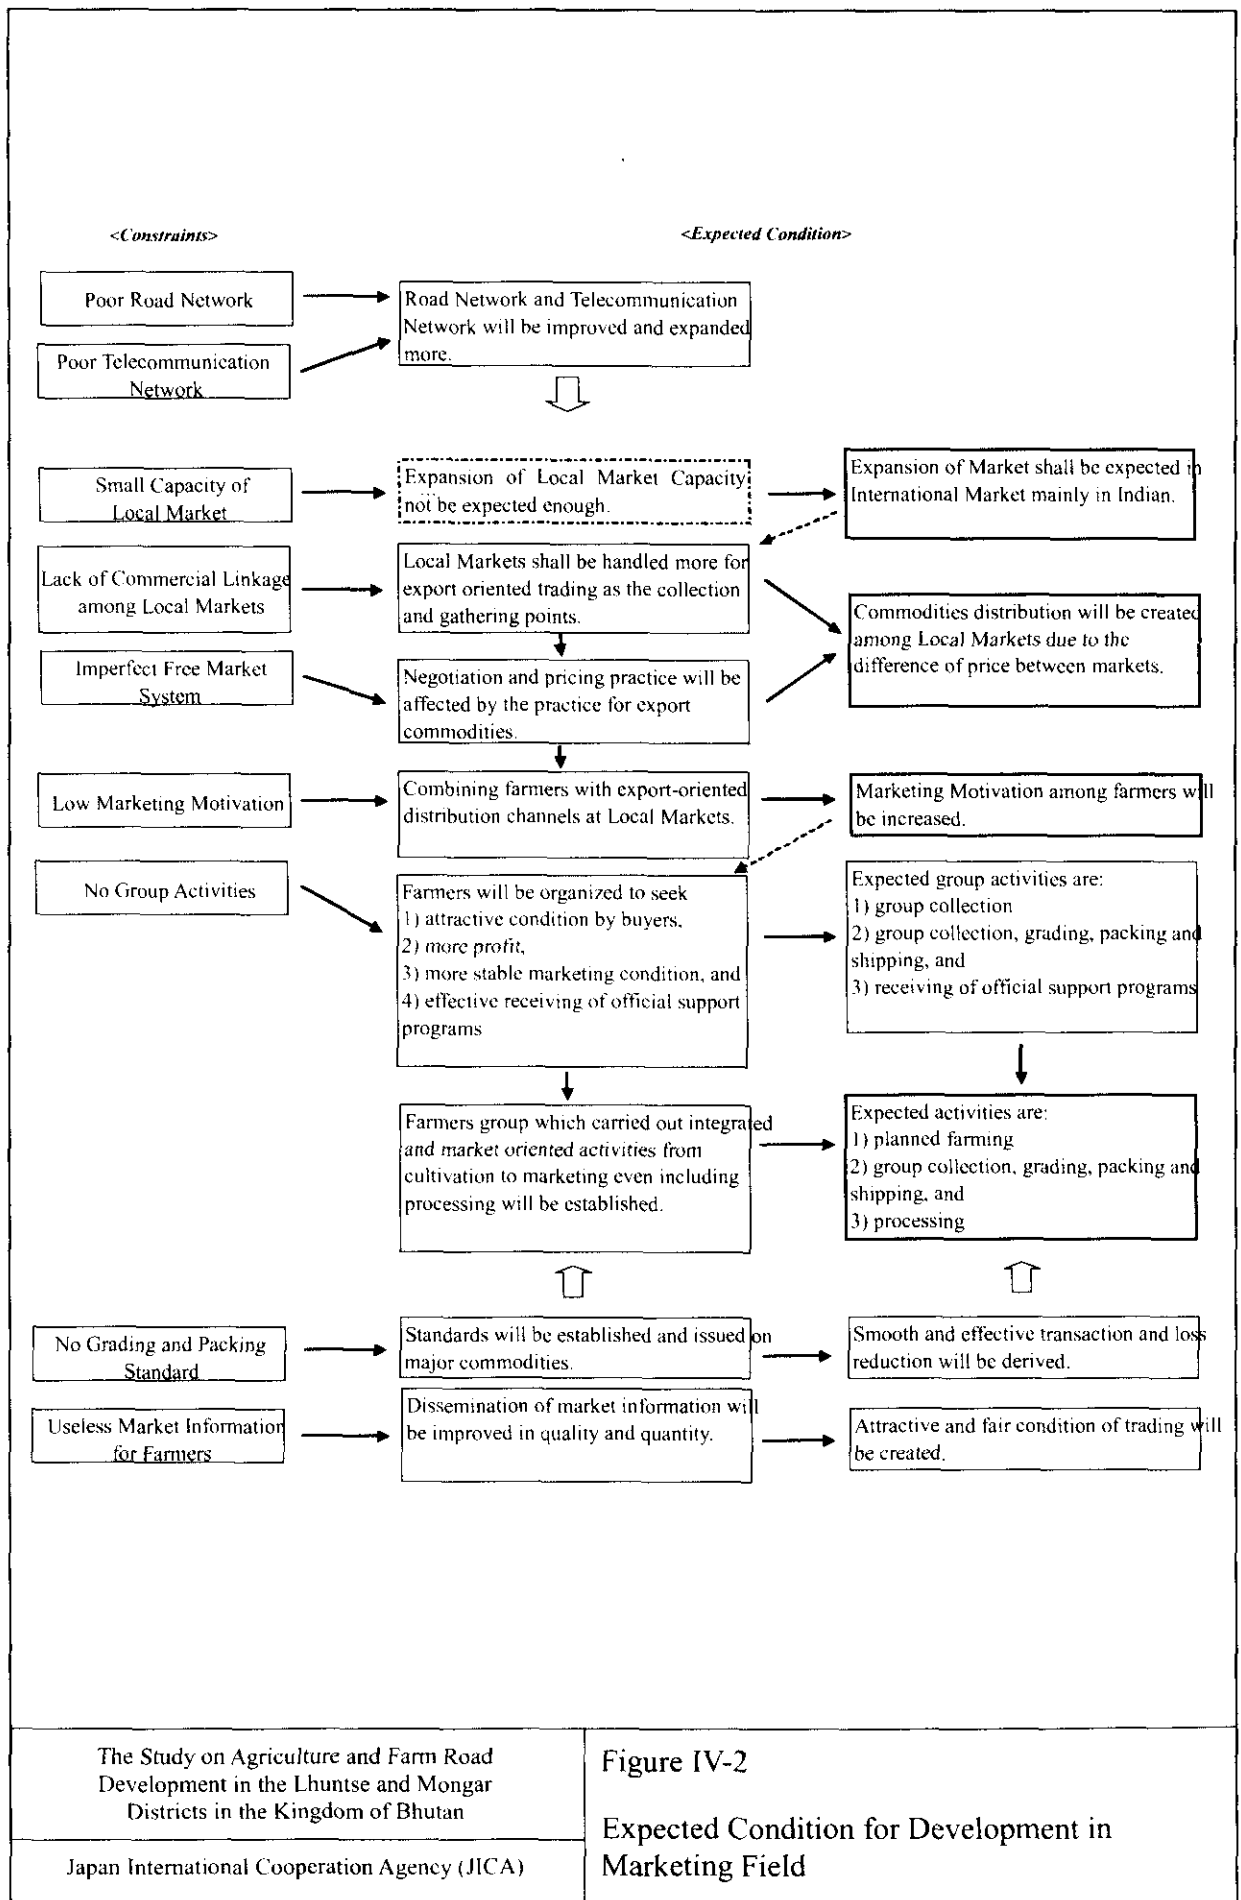 <Constraints>
<Expected Condition>
Poor Road Network
Road Network and Telecommunication
Network will be improved and expanded
more.
Poor Telecommunication
Network
Small Capacity of
Local Market
Expansion of Local Market Capacity
not be expected enough.
Expansion of Market shall be expected in
International Market mainly in Indian.
Lack of Commercial Linkage
among Local Markets
Local Markets shall be handled more for
export oriented trading as the collection
and gathering points.
Commodities distribution will be created
among Local Markets due to the
difference of price between markets.
Imperfect Free Market
System
Negotiation and pricing practice will be
affected by the practice for export
commodities.
Low Marketing Motivation
Combining farmers with export-oriented
distribution channels at Local Markets.
Marketing Motivation among farmers will
be increased.
No Group Activities
Farmers will be organized to seek
1) attractive condition by buyers,
2) more profit,
3) more stable marketing condition, and
4) effective receiving of official support
programs
Expected group activities are:
1) group collection
2) group collection, grading, packing and
shipping, and
3) receiving of official support programs
Farmers group which carried out integrated
and market oriented activities from
cultivation to marketing even including
processing will be established.
Expected activities are:
1) planned farming
2) group collection, grading, packing and
shipping, and
3) processing
No Grading and Packing
Standard
Standards will be established and issued on
major commodities.
Smooth and effective transaction and loss
reduction will be derived.
Useless Market Information
for Farmers
Dissemination of market information will
be improved in quality and quantity.
Attractive and fair condition of trading will
be created.
The Study on Agriculture and Farm Road
Development in the Lhuntse and Mongar
Districts in the Kingdom of Bhutan
Japan International Cooperation Agency (JICA)
Figure IV-2
Expected Condition for Development in
Marketing Field